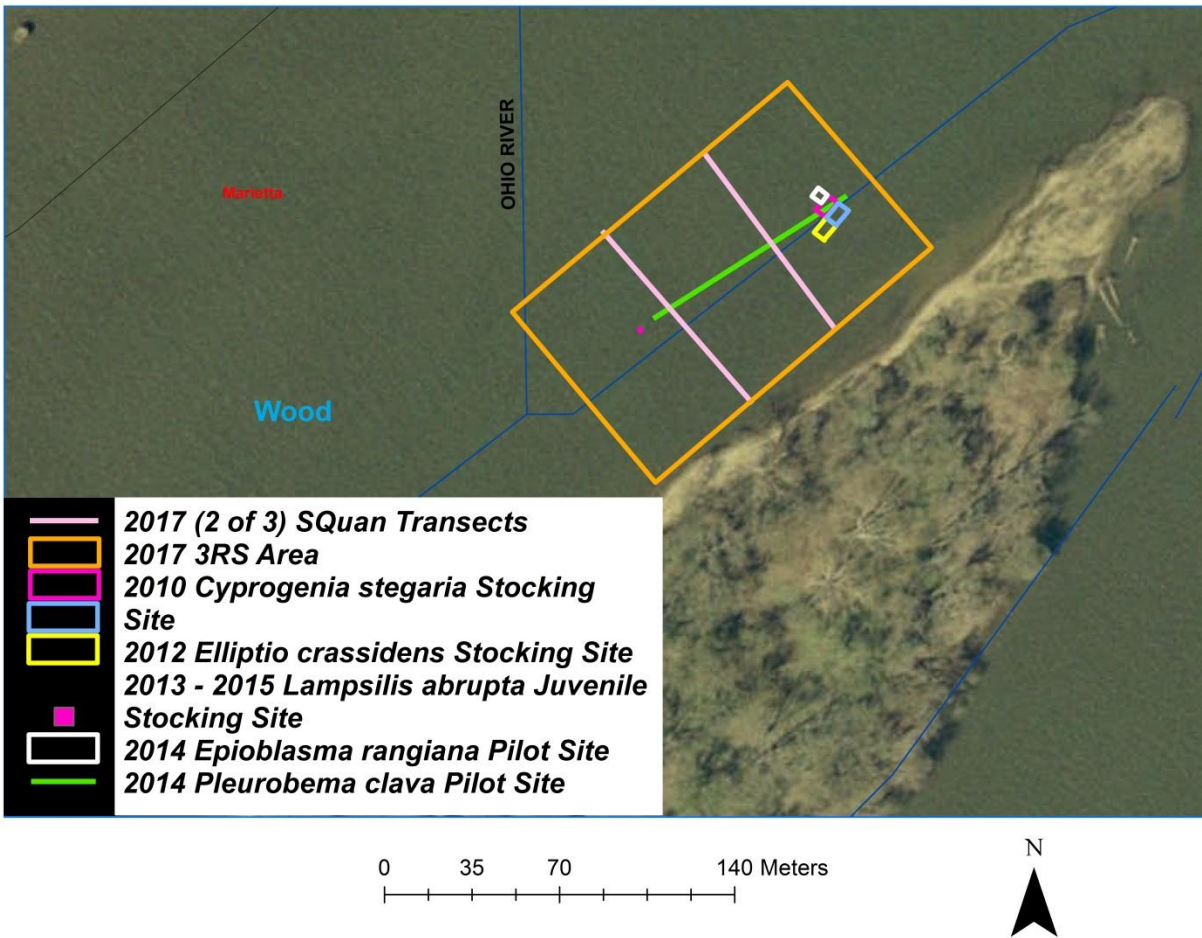 OHIO RIVER
Marietta
Wood
2017 (2 of 3) SQuan Transects
2017 3RS Area
2010 Cyprogenia stegaria Stocking
Site
2012 Elliptio crassidens Stocking Site
2013 - 2015 Lampsilis abrupta Juvenile
Stocking Site
2014 Epioblasma rangiana Pilot Site
2014 Pleurobema clava Pilot Site
0 35 70 140 Meters
N